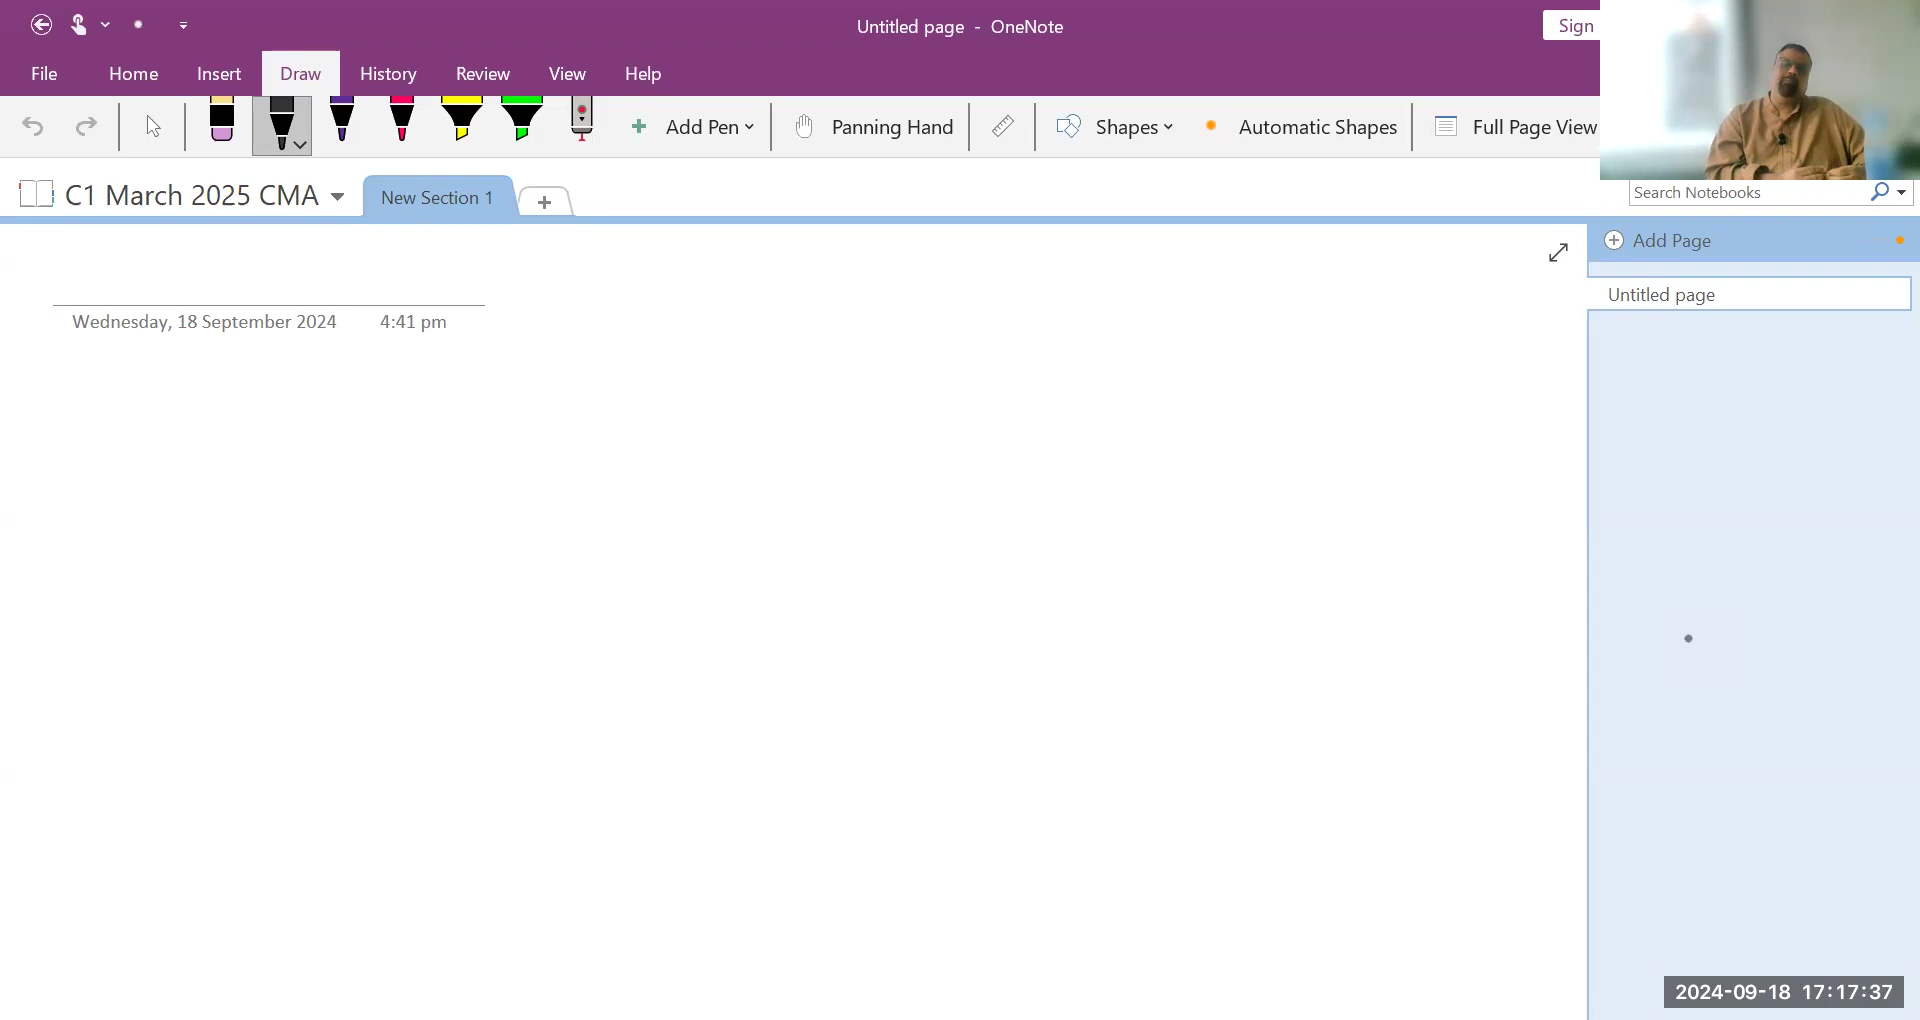 Untitled page - OneNote
Sign
File Home Insert Draw History Review View Help
Add Pen Panning Hand Shapes Automatic Shapes Full Page View
C1 March 2025 CMA New Section 1
Search Notebooks
Add Page
Untitled page
Wednesday, 18 September 2024 4:41 pm
2024-09-18 17:17:37